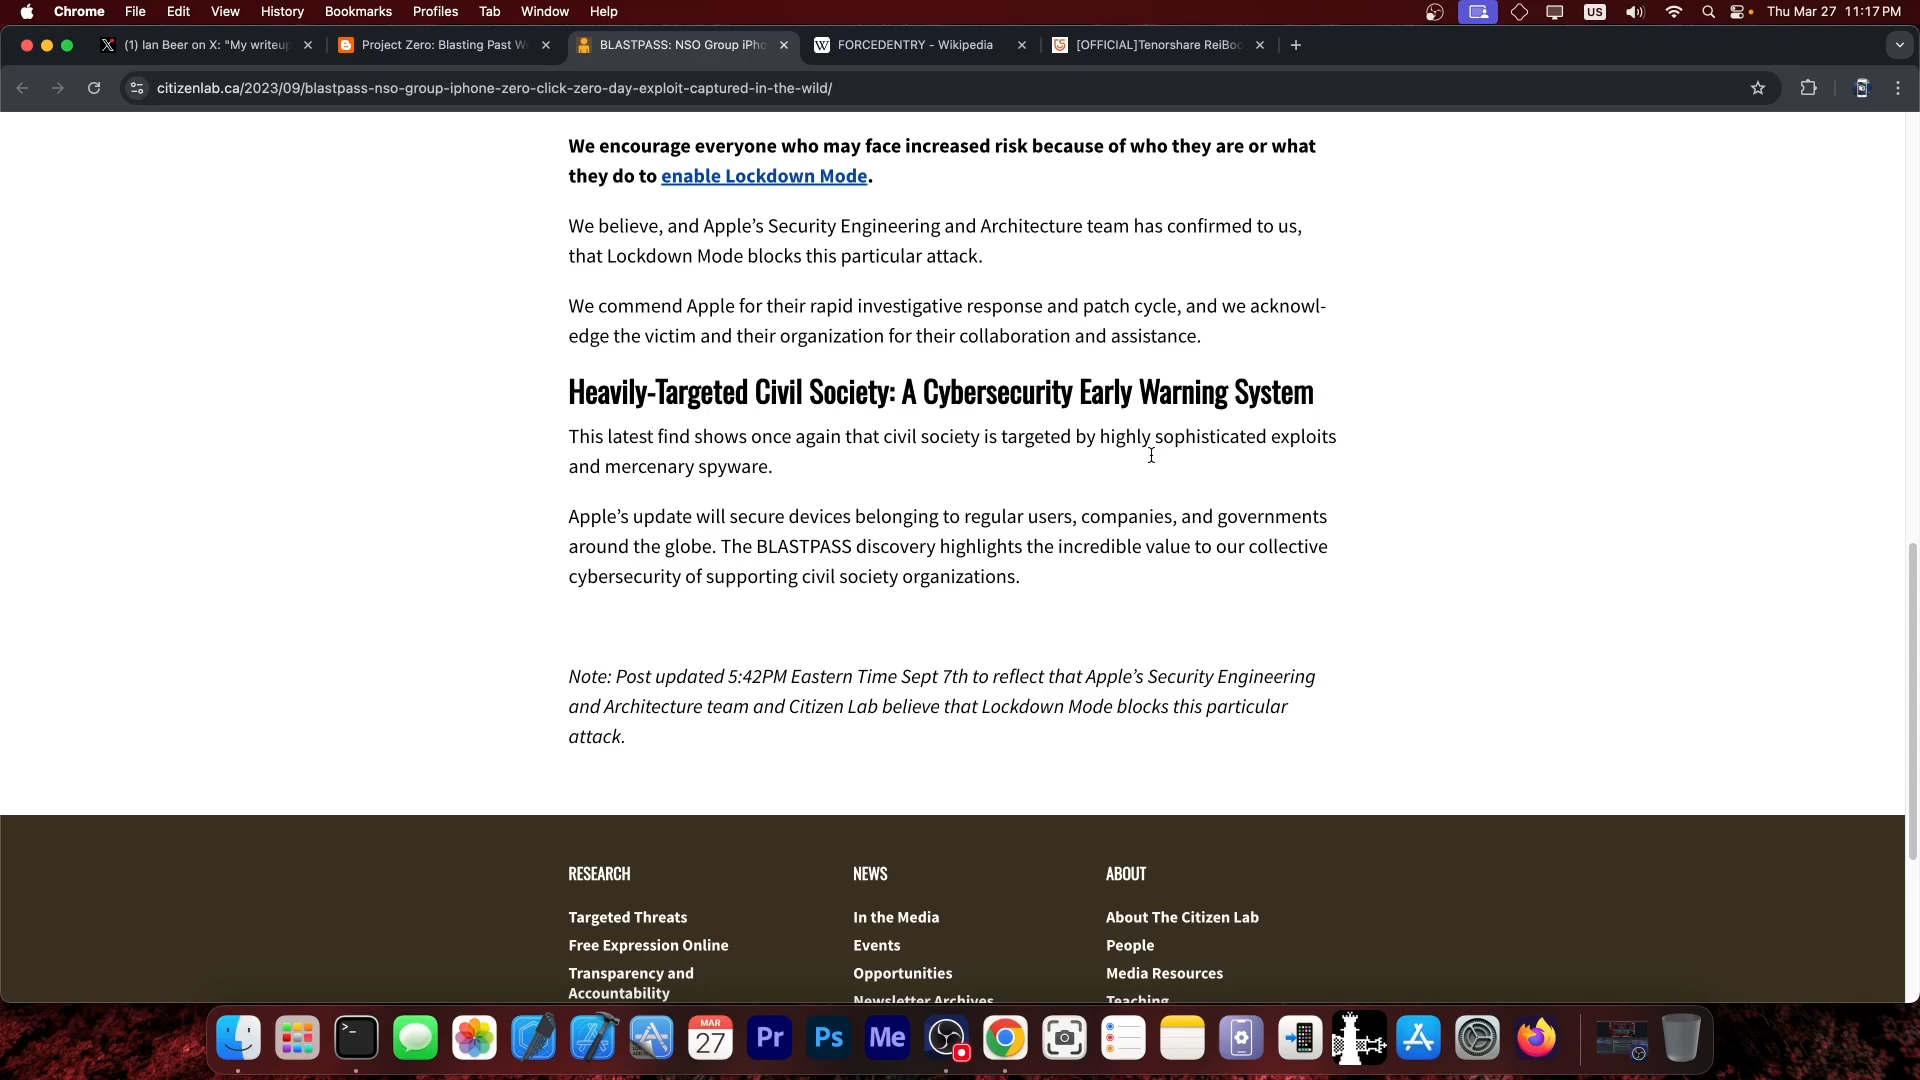 Chrome File Edit View History Bookmarks Profiles Tab Window Help US Thu Mar 27 11:17 PM
(1) Ian Beer on X: "My writeup
Project Zero: Blasting Past We
BLASTPASS: NSO Group iPho
FORCEDENTRY - Wikipedia
[OFFICIAL]Tenorshare ReiBoo
citizenlab.ca/2023/09/blastpass-nso-group-iphone-zero-click-zero-day-exploit-captured-in-the-wild/
We encourage everyone who may face increased risk because of who they are or what
they do to enable Lockdown Mode.
We believe, and Apple’s Security Engineering and Architecture team has confirmed to us,
that Lockdown Mode blocks this particular attack.
We commend Apple for their rapid investigative response and patch cycle, and we acknowl-
edge the victim and their organization for their collaboration and assistance.
Heavily-Targeted Civil Society: A Cybersecurity Early Warning System
This latest find shows once again that civil society is targeted by highly sophisticated exploits
and mercenary spyware.
Apple’s update will secure devices belonging to regular users, companies, and governments
around the globe. The BLASTPASS discovery highlights the incredible value to our collective
cybersecurity of supporting civil society organizations.
Note: Post updated 5:42PM Eastern Time Sept 7th to reflect that Apple’s Security Engineering
and Architecture team and Citizen Lab believe that Lockdown Mode blocks this particular
attack.
RESEARCH
Targeted Threats
Free Expression Online
Transparency and
Accountability
NEWS
In the Media
Events
Opportunities
Newsletter Archives
ABOUT
About The Citizen Lab
People
Media Resources
Teaching
MAR
27
Pr
Ps
Me